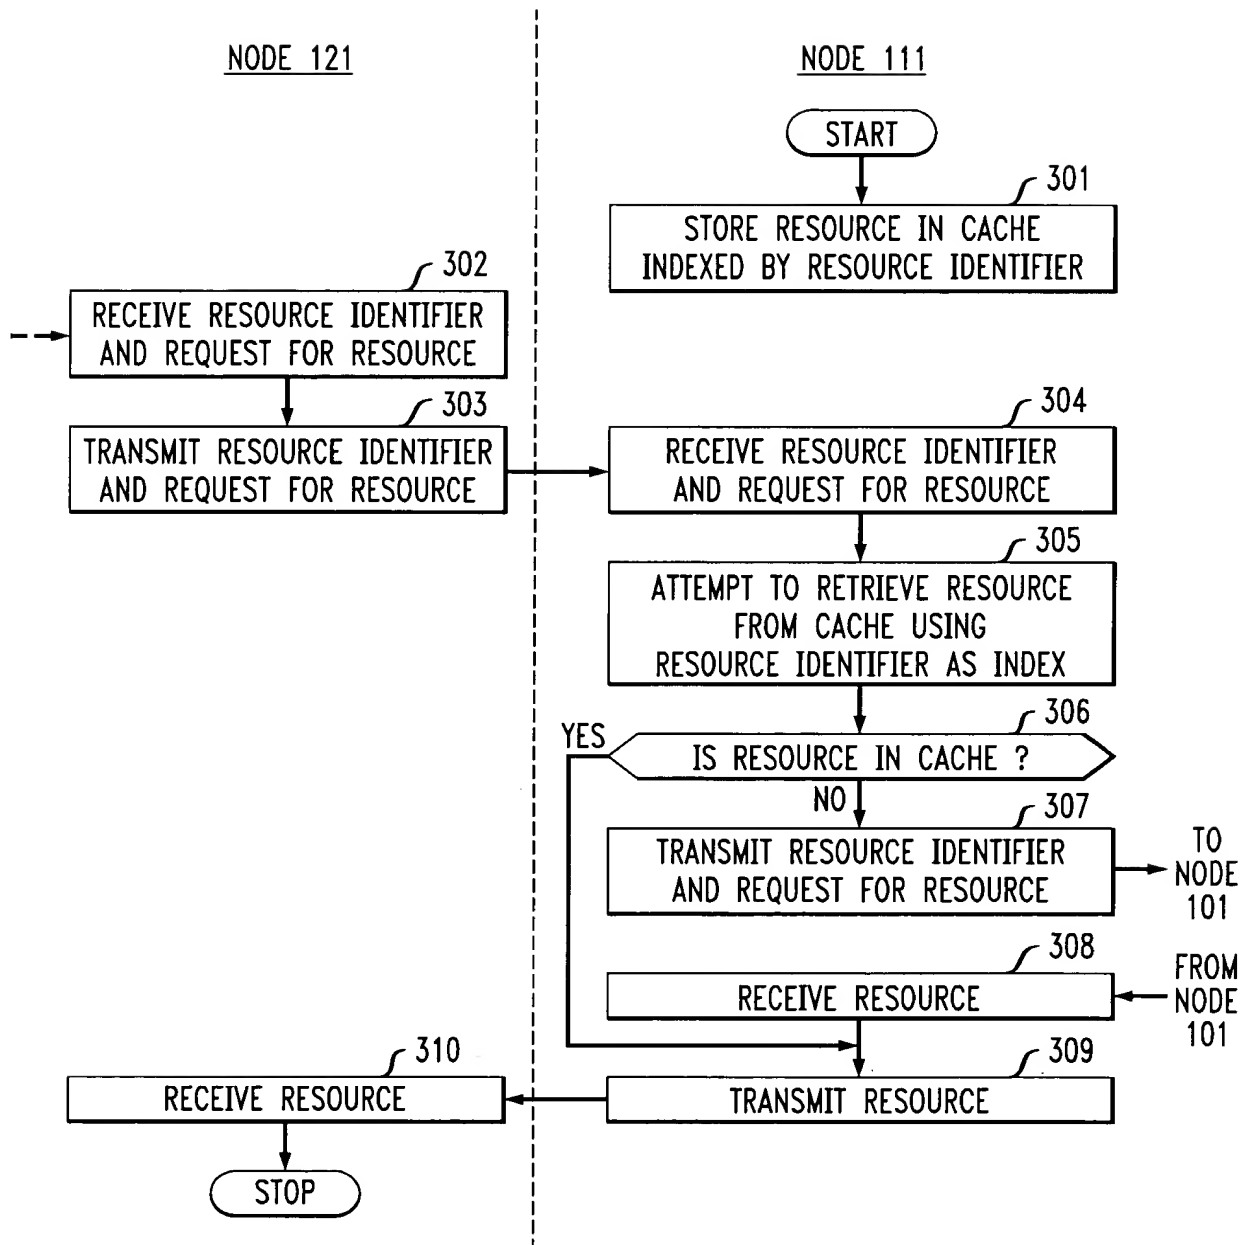 NODE 121
NODE 111
START
301
STORE RESOURCE IN CACHE
INDEXED BY RESOURCE IDENTIFIER
302
RECEIVE RESOURCE IDENTIFIER
AND REQUEST FOR RESOURCE
303
TRANSMIT RESOURCE IDENTIFIER
AND REQUEST FOR RESOURCE
304
RECEIVE RESOURCE IDENTIFIER
AND REQUEST FOR RESOURCE
305
ATTEMPT TO RETRIEVE RESOURCE
FROM CACHE USING
RESOURCE IDENTIFIER AS INDEX
306
YES
IS RESOURCE IN CACHE ?
NO
307
TRANSMIT RESOURCE IDENTIFIER
AND REQUEST FOR RESOURCE
TO
NODE
101
308
RECEIVE RESOURCE
FROM
NODE
101
309
TRANSMIT RESOURCE
310
RECEIVE RESOURCE
STOP